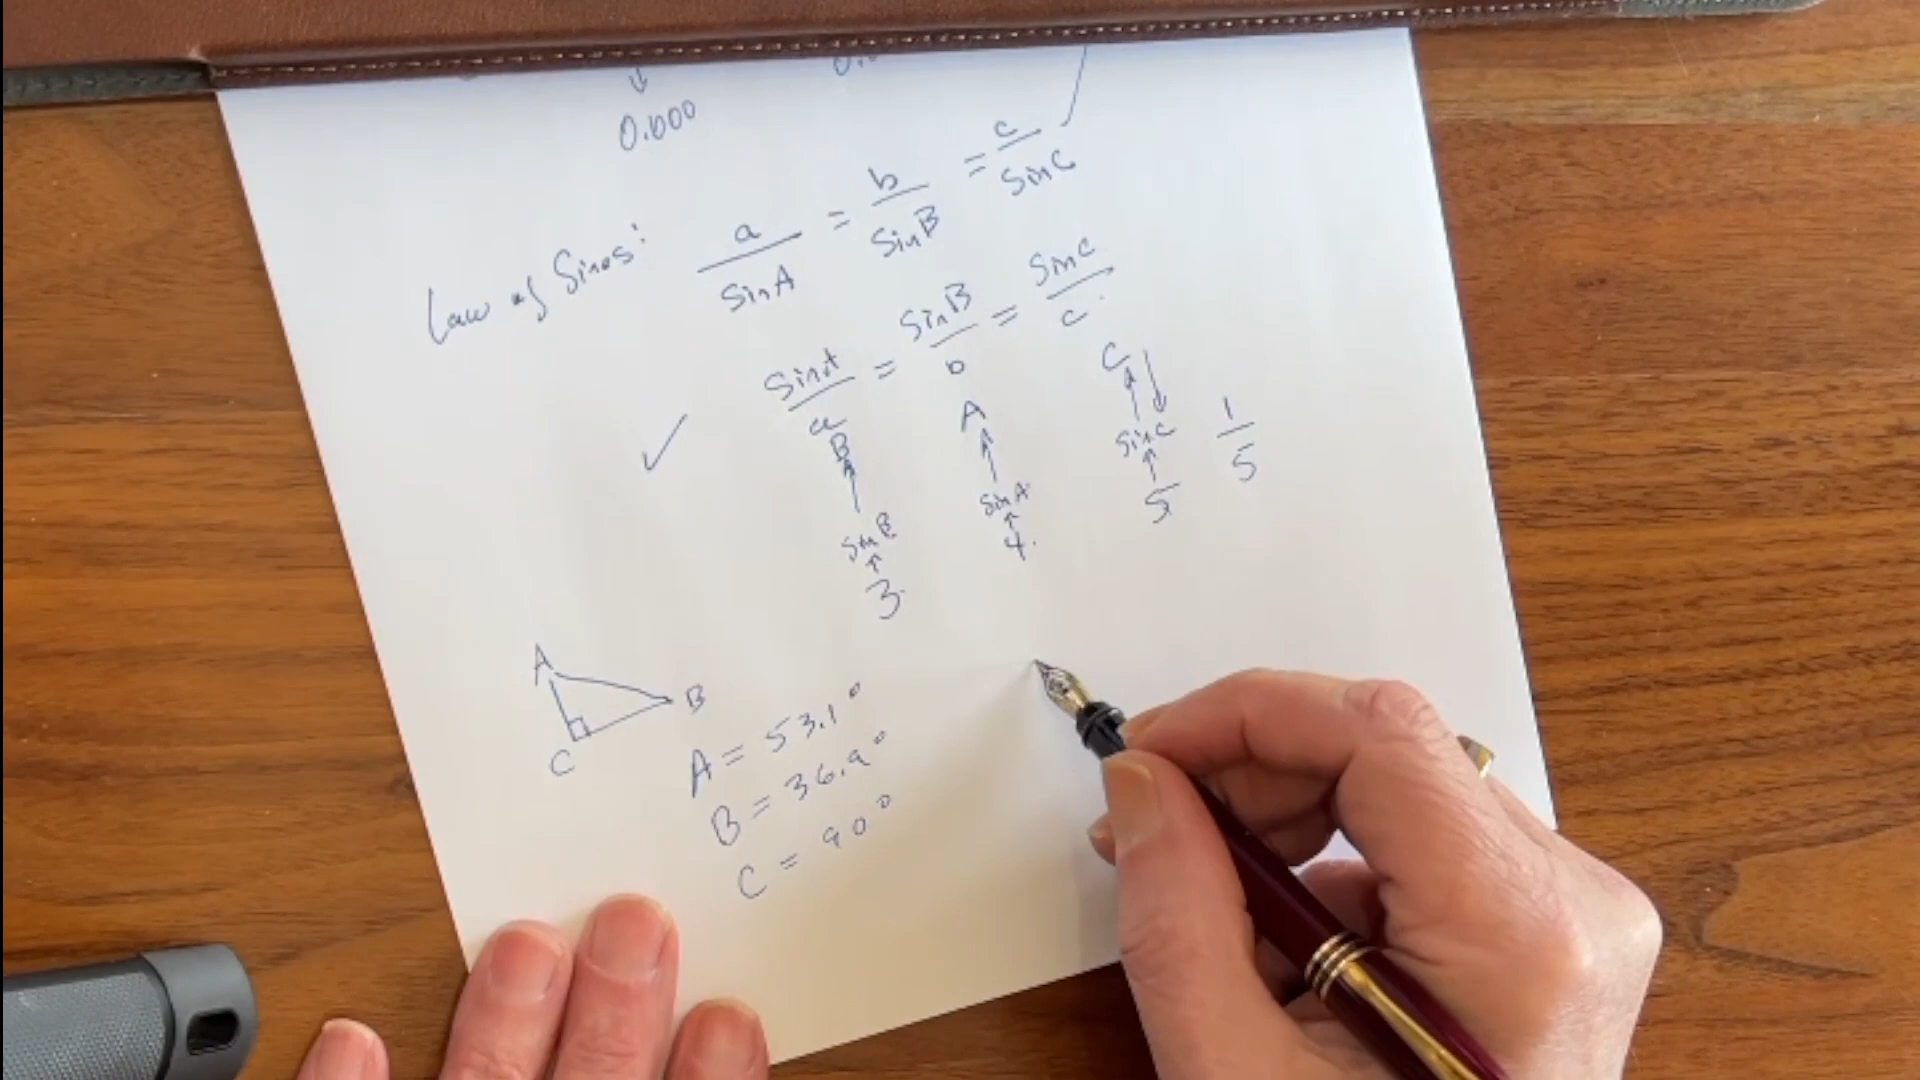 0.000
Law of Sines: a/SinA = b/SinB = c/SinC
SinA/a = SinB/b = SinC/c
B A C
SinB SinA SinC 1/5
3 4 5
A
B
C
A = 53.1°
B = 36.9°
C = 90°